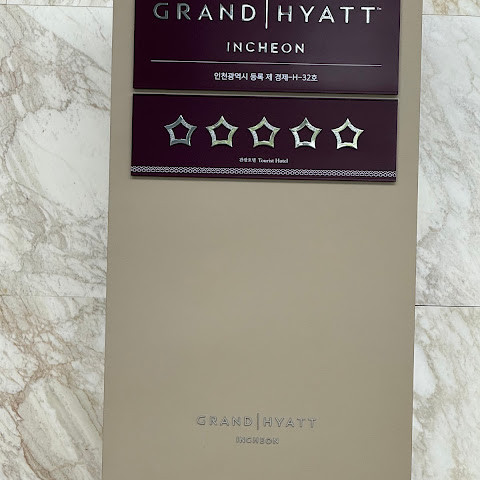 GRAND|HYATT™
INCHEON
인천광역시 등록 제 경제-H-32호
관광호텔 Tourist Hotel
GRAND|HYATT
INCHEON